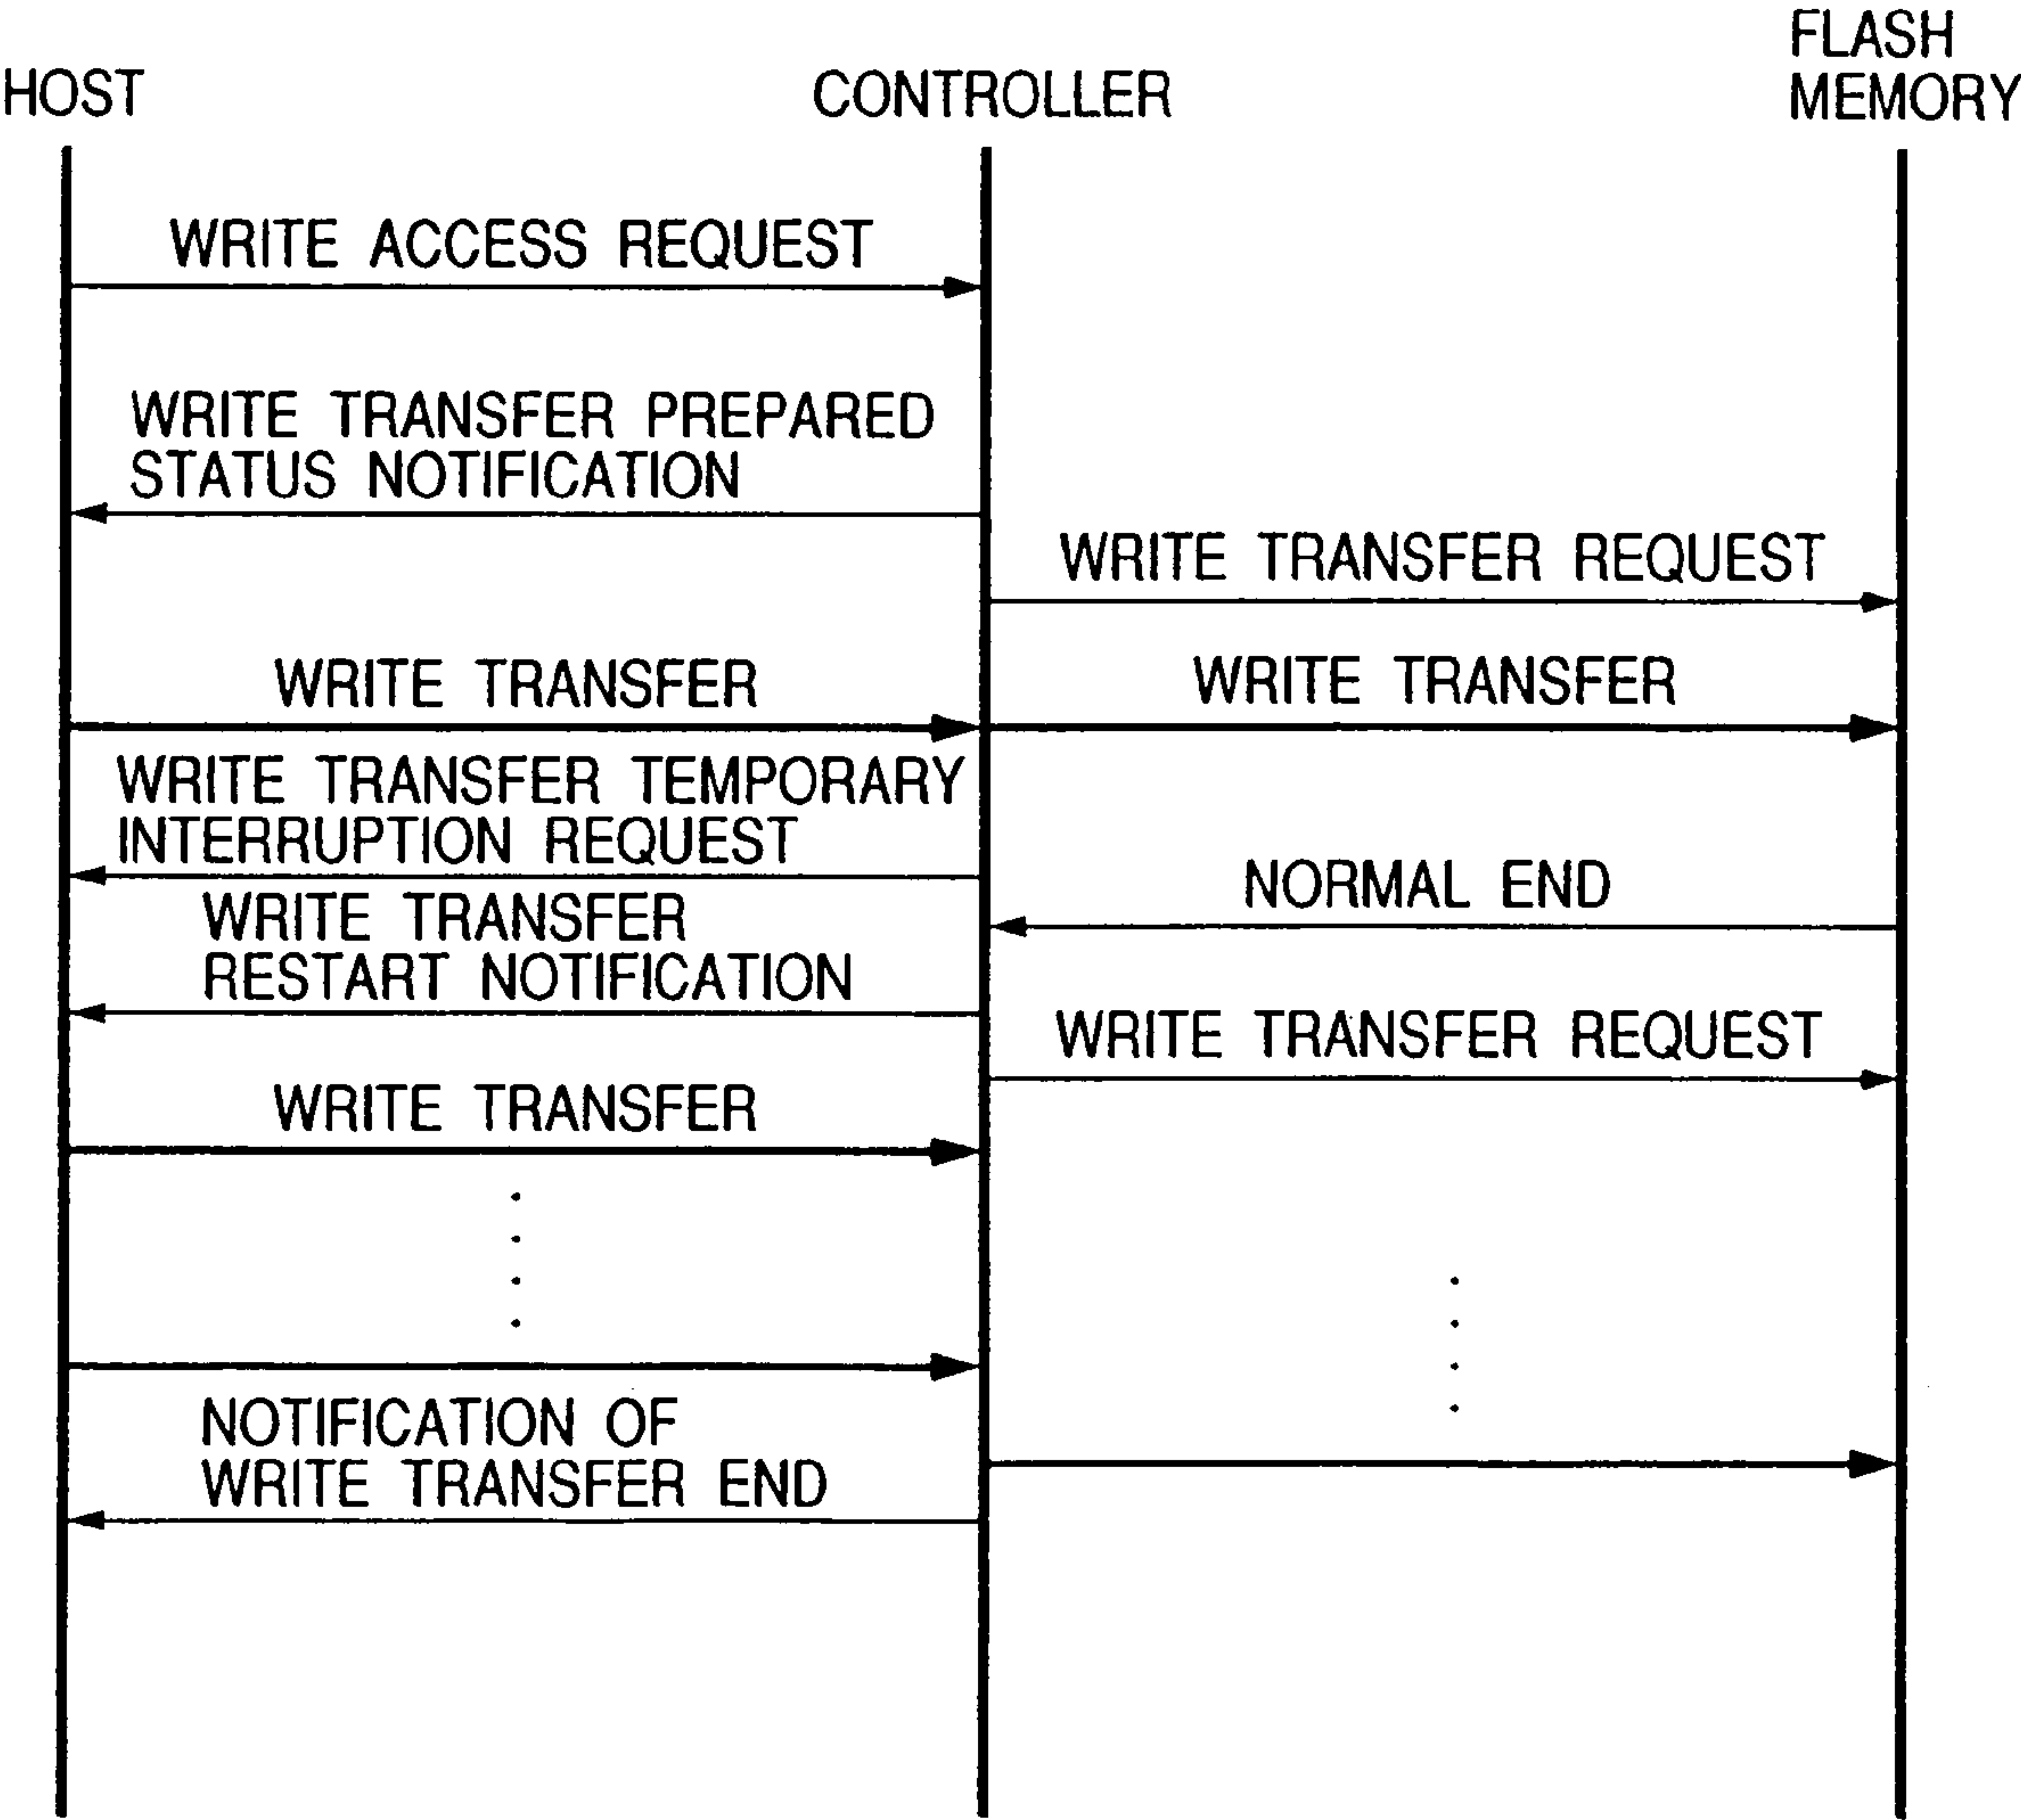 HOST
CONTROLLER
FLASH
MEMORY
WRITE ACCESS REQUEST
WRITE TRANSFER PREPARED
STATUS NOTIFICATION
WRITE TRANSFER REQUEST
WRITE TRANSFER
WRITE TRANSFER
WRITE TRANSFER TEMPORARY
INTERRUPTION REQUEST
NORMAL END
WRITE TRANSFER
RESTART NOTIFICATION
WRITE TRANSFER REQUEST
WRITE TRANSFER
NOTIFICATION OF
WRITE TRANSFER END